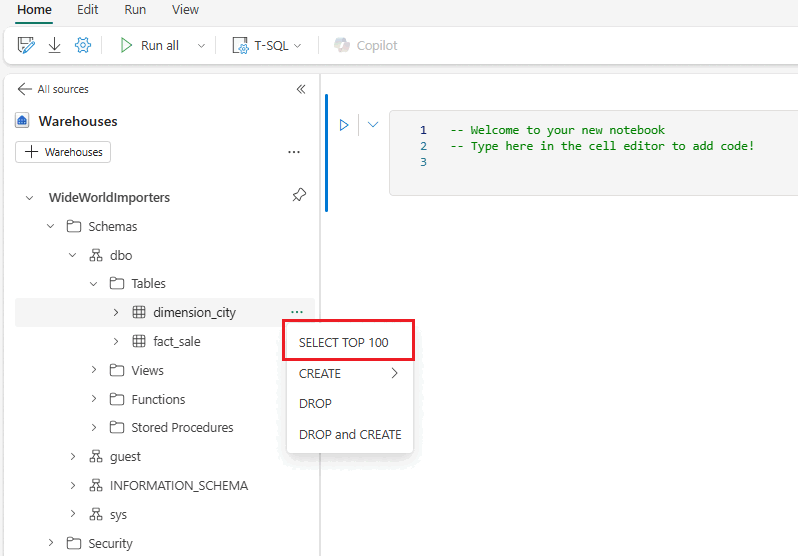 Home Edit Run View
Run all T-SQL Copilot
All sources
Warehouses
Warehouses
WideWorldImporters
Schemas
dbo
Tables
dimension_city
fact_sale
Views
Functions
Stored Procedures
guest
INFORMATION_SCHEMA
sys
Security
1 -- Welcome to your new notebook
2 -- Type here in the cell editor to add code!
3
SELECT TOP 100
CREATE
DROP
DROP and CREATE